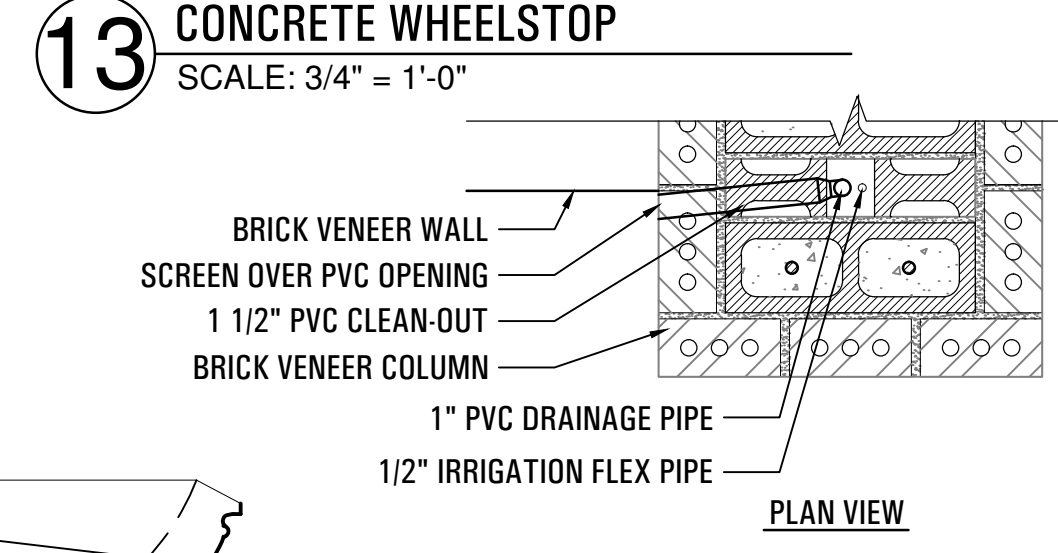 13
CONCRETE WHEELSTOP
SCALE: 3/4" = 1'-0"
BRICK VENEER WALL
SCREEN OVER PVC OPENING
1 1/2" PVC CLEAN-OUT
BRICK VENEER COLUMN
1" PVC DRAINAGE PIPE
1/2" IRRIGATION FLEX PIPE
PLAN VIEW